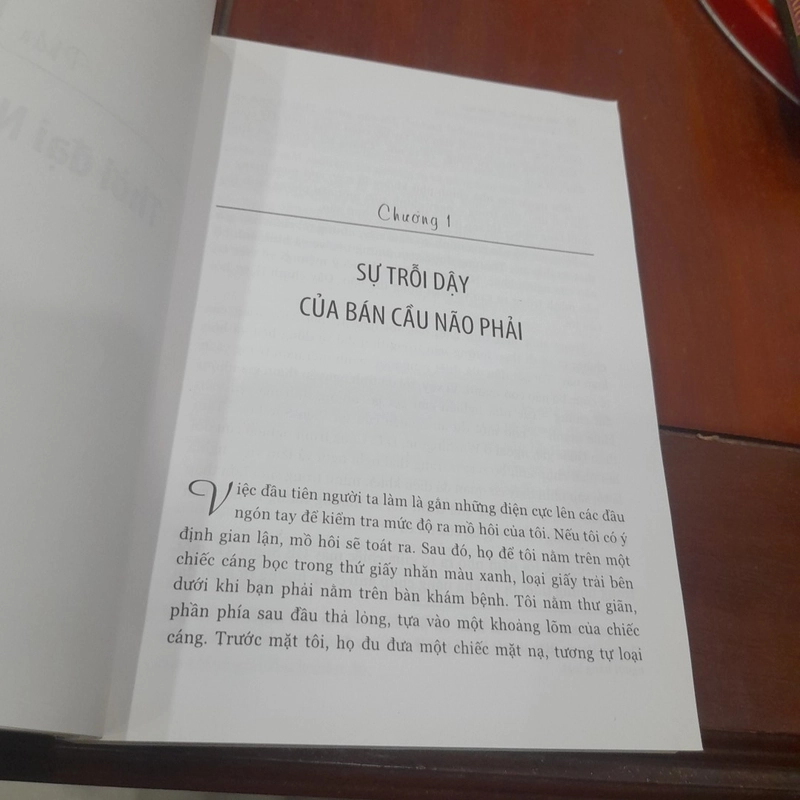 Chương 1
SỰ TRỖI DẬY
CỦA BÁN CẦU NÃO PHẢI
Việc đầu tiên người ta làm là gắn những điện cực lên các đầu
ngón tay để kiểm tra mức độ ra mồ hôi của tôi. Nếu tôi có ý
định gian lận, mồ hôi sẽ toát ra. Sau đó, họ để tôi nằm trên một
chiếc cáng bọc trong thứ giấy nhăn màu xanh, loại giấy trải bên
dưới khi bạn phải nằm trên bàn khám bệnh. Tôi nằm thư giãn,
phần phía sau đầu thả lỏng, tựa vào một khoảng lõm của chiếc
cáng. Trước mặt tôi, họ đu đưa một chiếc mặt nạ, tương tự loại